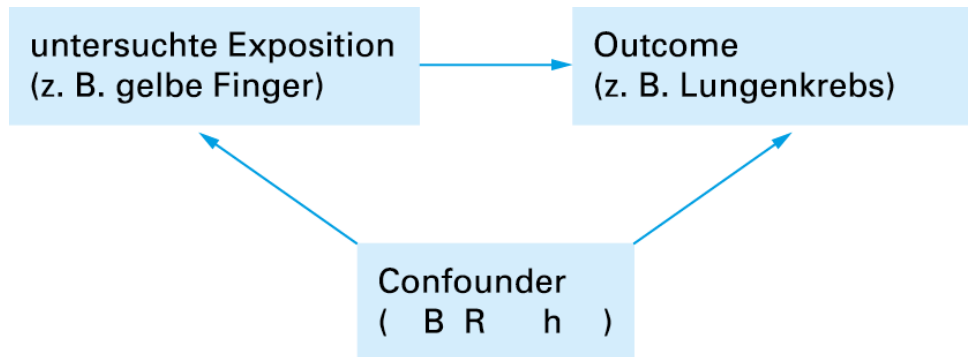 untersuchte Exposition
(z. B. gelbe Finger)
Outcome
(z. B. Lungenkrebs)
Confounder
( B R h )